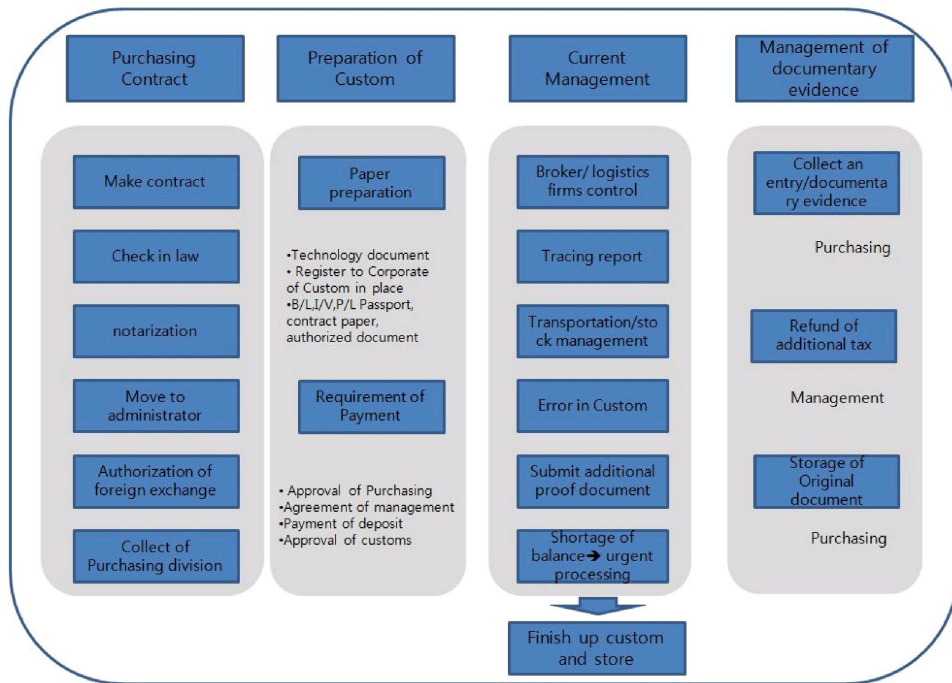 Purchasing
Contract
Preparation of
Custom
Current
Management
Management of
documentary
evidence
Make contract
Check in law
notarization
Move to
administrator
Authorization of
foreign exchange
Collect of
Purchasing division
Paper
preparation
•Technology document
• Register to Corporate
of Custom in place
•B/L,I/V,P/L Passport,
contract paper,
authorized document
Requirement of
Payment
• Approval of Purchasing
•Agreement of management
•Payment of deposit
•Approval of customs
Broker/ logistics
firms control
Tracing report
Transportation/sto
ck management
Error in Custom
Submit additional
proof document
Shortage of
balance→ urgent
processing
Finish up custom
and store
Collect an
entry/documenta
ry evidence
Purchasing
Refund of
additional tax
Management
Storage of
Original
document
Purchasing